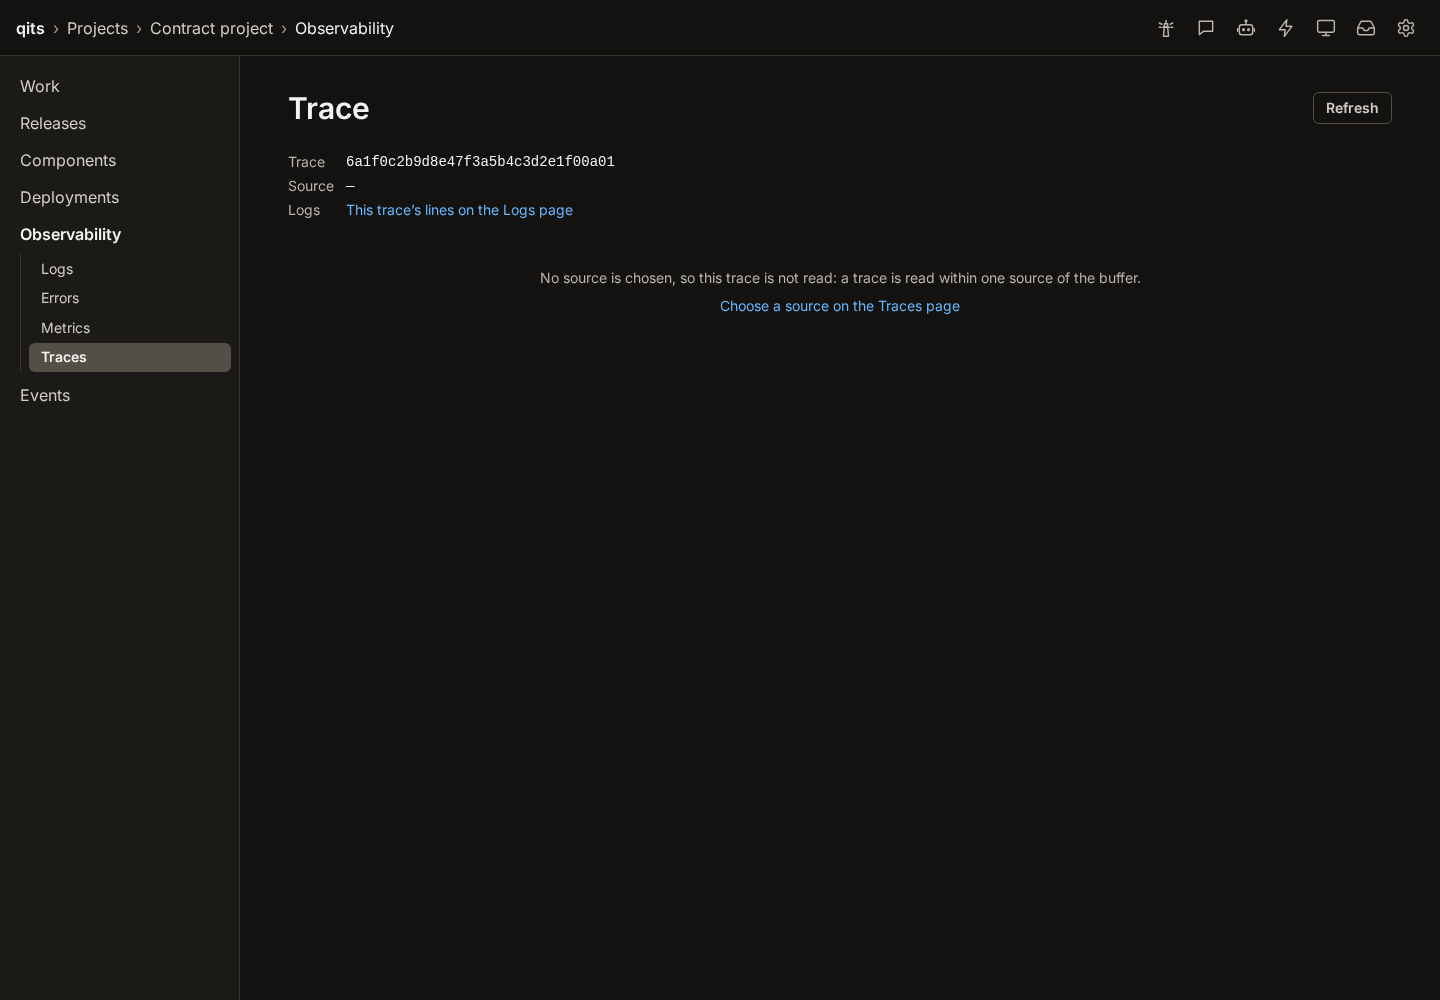 qits › Projects › Contract project › Observability
Work
Releases
Components
Deployments
Observability
Logs
Errors
Metrics
Traces
Events
Trace
Refresh
Trace 6a1f0c2b9d8e47f3a5b4c3d2e1f00a01
Source —
Logs This trace’s lines on the Logs page
No source is chosen, so this trace is not read: a trace is read within one source of the buffer.
Choose a source on the Traces page